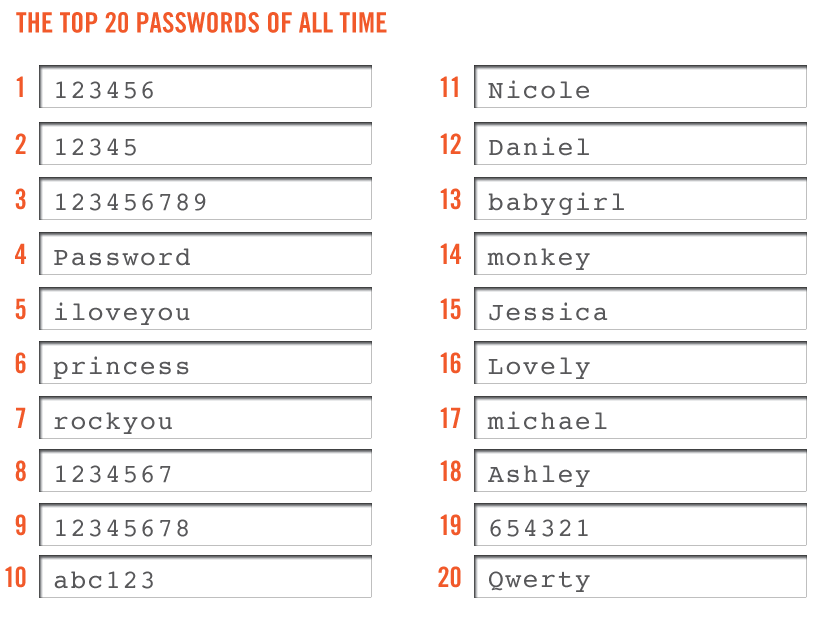 THE TOP 20 PASSWORDS OF ALL TIME
1 123456
2 12345
3 123456789
4 Password
5 iloveyou
6 princess
7 rockyou
8 1234567
9 12345678
10 abc123
11 Nicole
12 Daniel
13 babygirl
14 monkey
15 Jessica
16 Lovely
17 michael
18 Ashley
19 654321
20 Qwerty